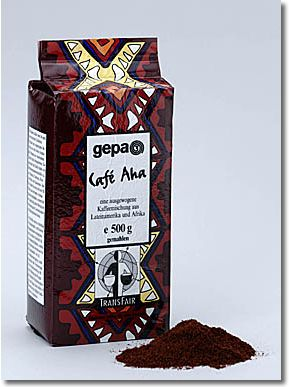 gepa
Café Aha
eine ausgewogene
Kaffeemischung aus
Lateinamerika und Afrika
e 500 g
gemahlen
TRANSFAIR